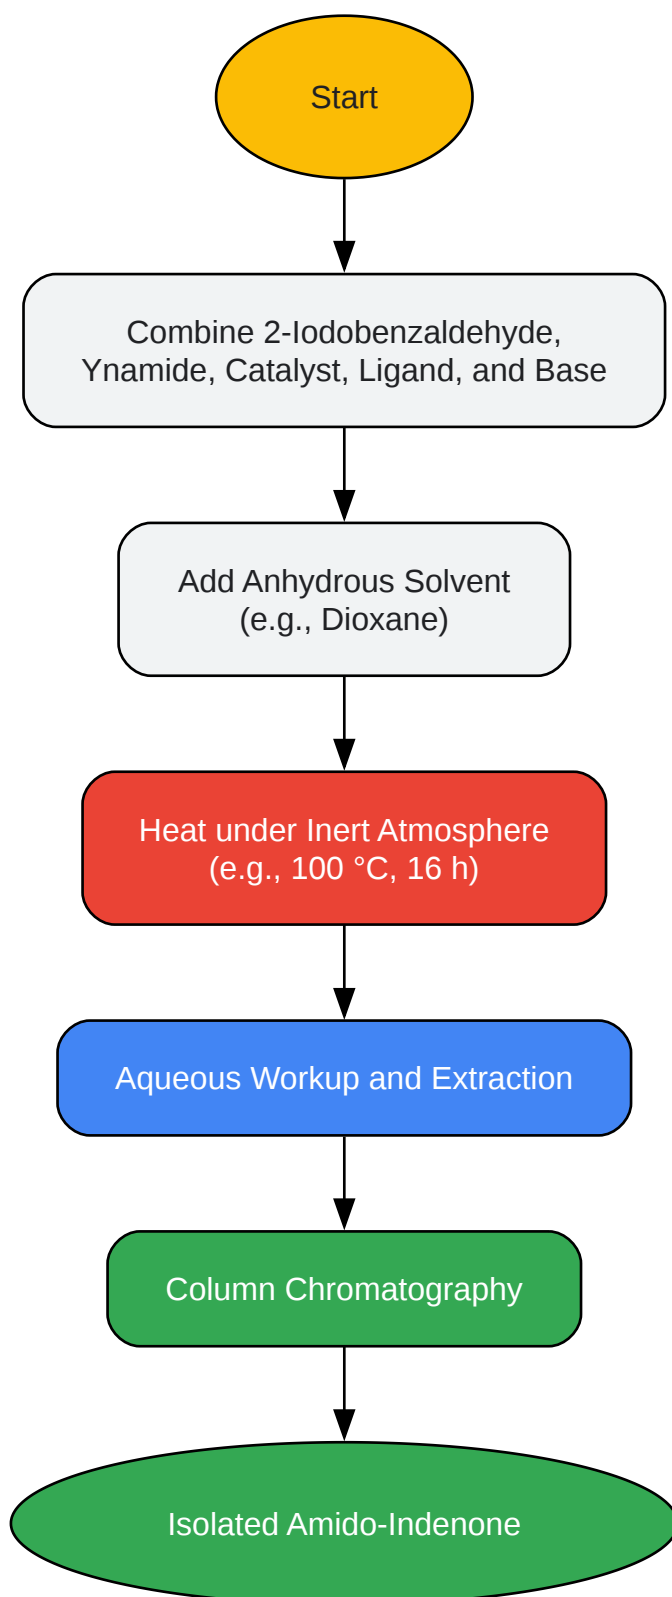 Start
Combine 2-Iodobenzaldehyde,
Ynamide, Catalyst, Ligand, and Base
Add Anhydrous Solvent
(e.g., Dioxane)
Heat under Inert Atmosphere
(e.g., 100 °C, 16 h)
Aqueous Workup and Extraction
Column Chromatography
Isolated Amido-Indenone